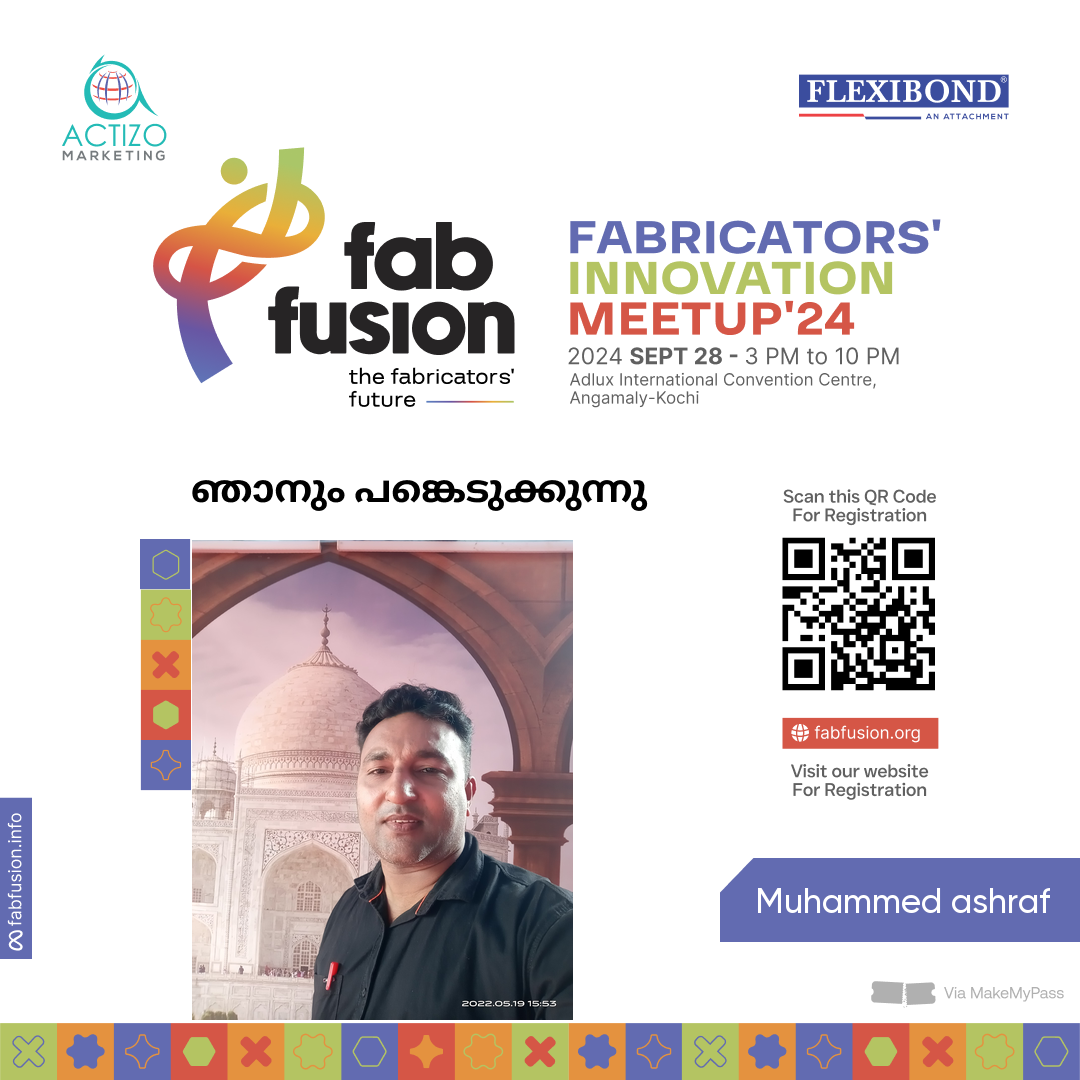 ACTIZO
MARKETING
FLEXIBOND®
AN ATTACHMENT
fab
fusion
the fabricators'
future
FABRICATORS'
INNOVATION
MEETUP'24
2024 SEPT 28 - 3 PM to 10 PM
Adlux International Convention Centre,
Angamaly-Kochi
ഞാനും പങ്കെടുക്കുന്നു
Scan this QR Code
For Registration
fabfusion.org
Visit our website
For Registration
fabfusion.info
Muhammed ashraf
2022.05.19 15:53
Via MakeMyPass